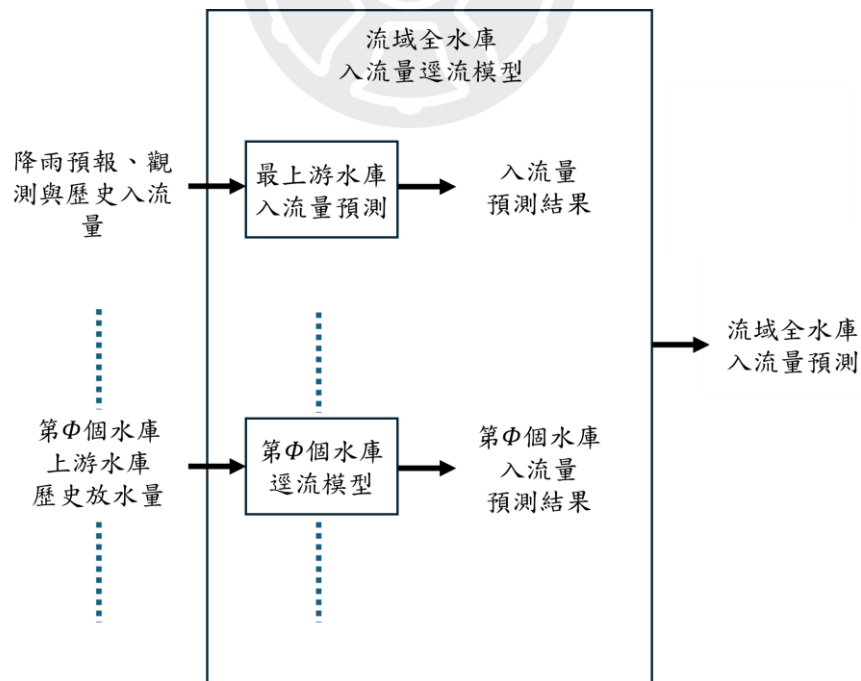 流域全水庫
入流量逕流模型
降雨預報、觀
測與歷史入流
量
最上游水庫
入流量預測
入流量
預測結果
流域全水庫
入流量預測
第Φ個水庫
上游水庫
歷史放水量
第Φ個水庫
逕流模型
第Φ個水庫
入流量
預測結果